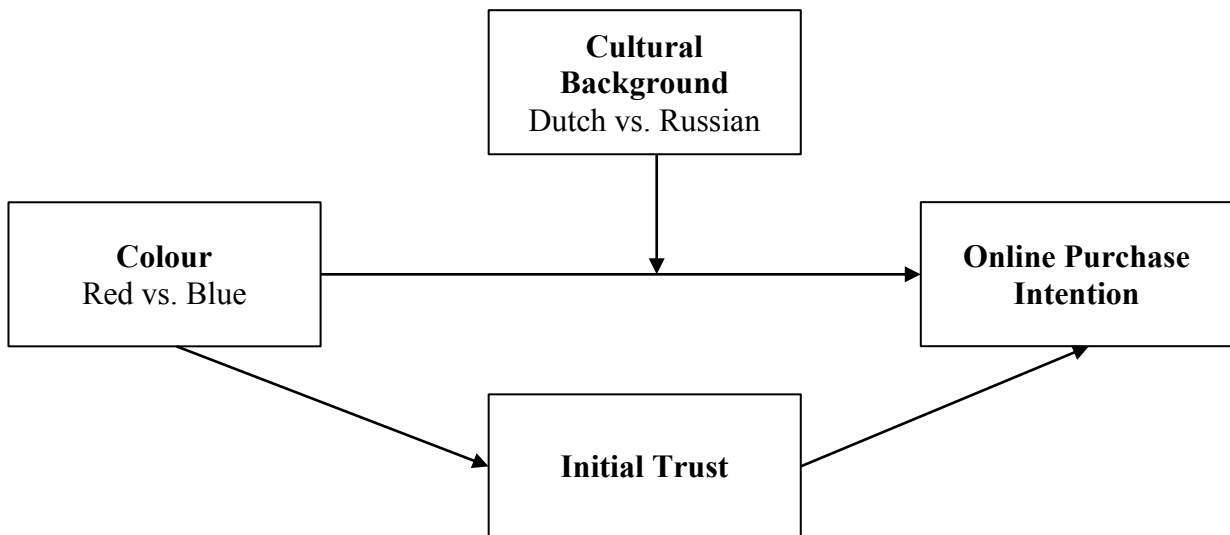 Cultural
Background
Dutch vs. Russian
Colour
Red vs. Blue
Online Purchase
Intention
Initial Trust